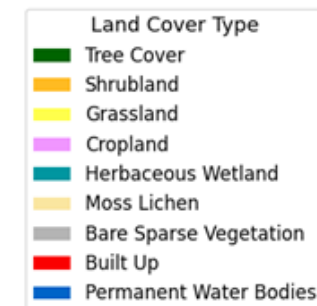 Land Cover Type
Tree Cover
Shrubland
Grassland
Cropland
Herbaceous Wetland
Moss Lichen
Bare Sparse Vegetation
Built Up
Permanent Water Bodies